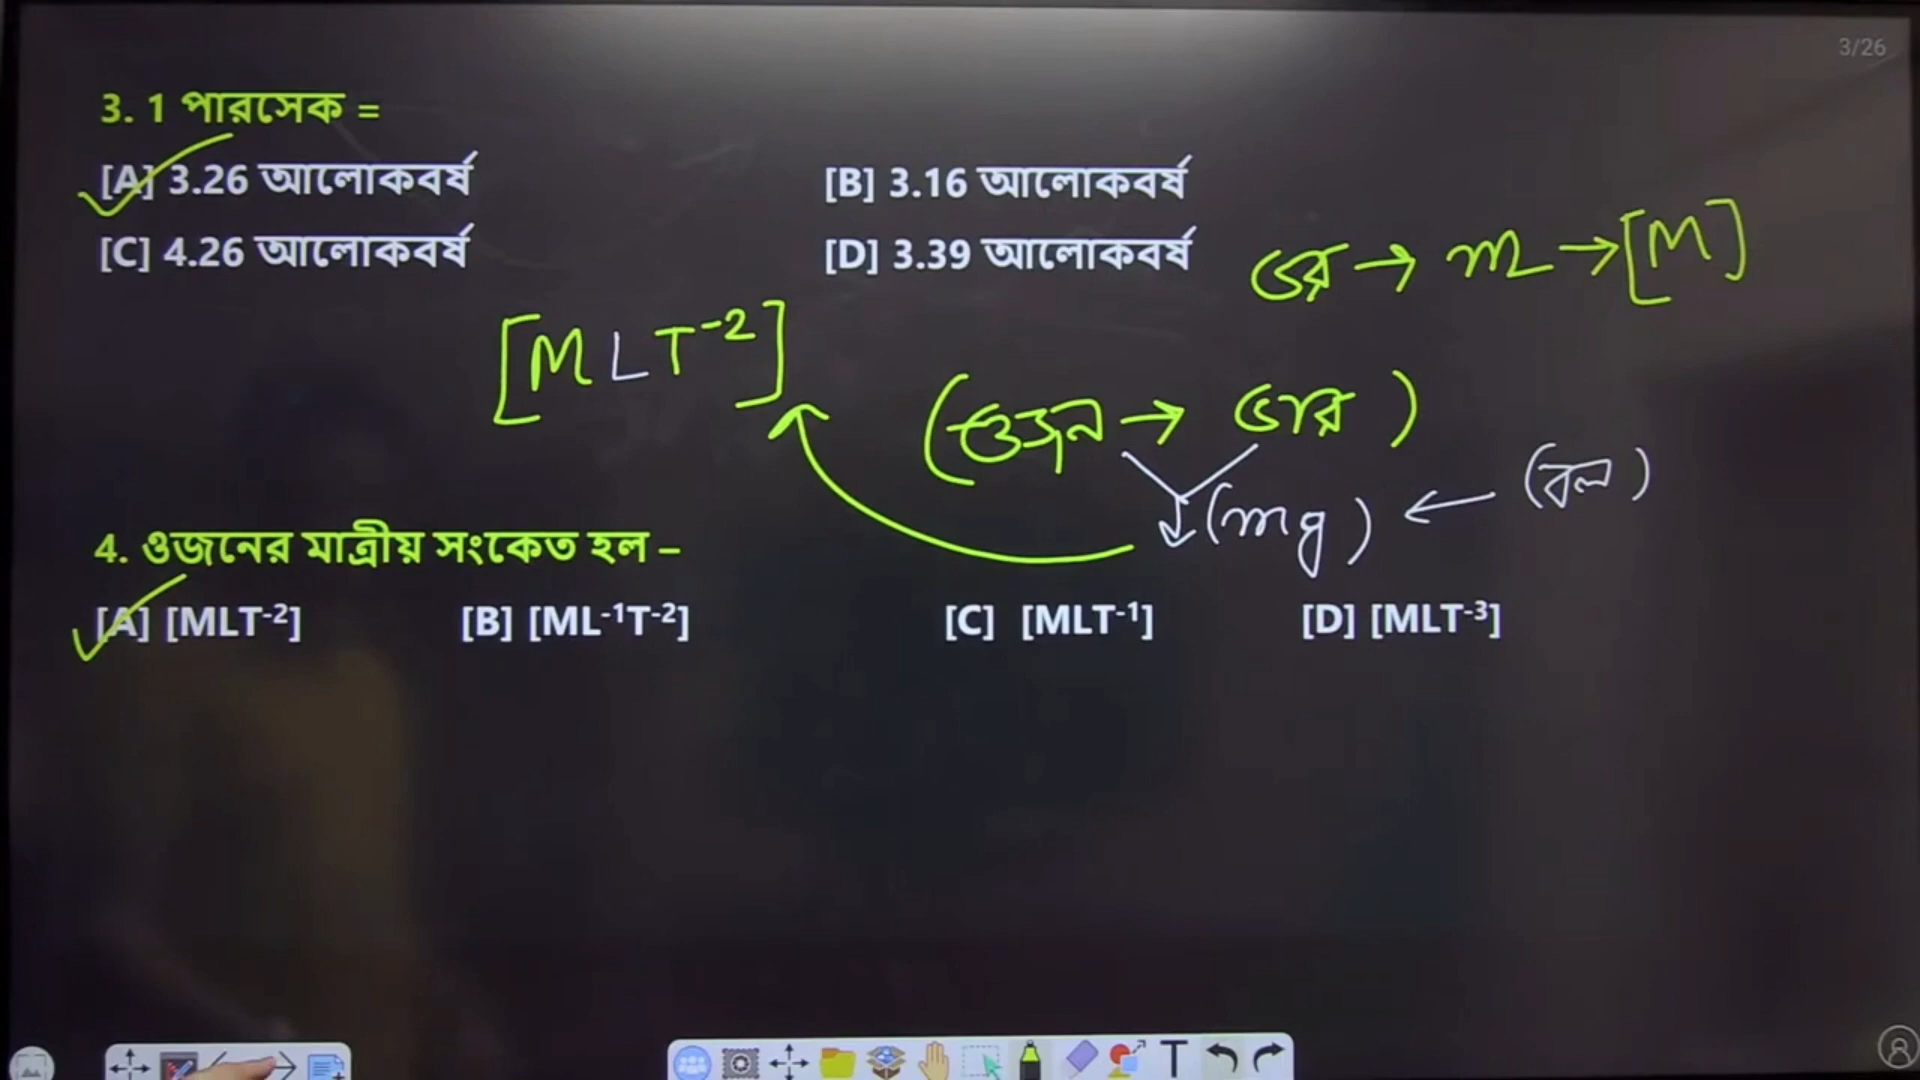 3/26
3. 1 পারসেক =
[A] 3.26 আলোকবর্ষ [B] 3.16 আলোকবর্ষ
[C] 4.26 আলোকবর্ষ [D] 3.39 আলোকবর্ষ
ভর → m → [M]
[MLT⁻²]
(ওজন → ভার)
(mg) ← (বল)
4. ওজনের মাত্রীয় সংকেত হল –
[A] [MLT⁻²] [B] [ML⁻¹T⁻²] [C] [MLT⁻¹] [D] [MLT⁻³]
T